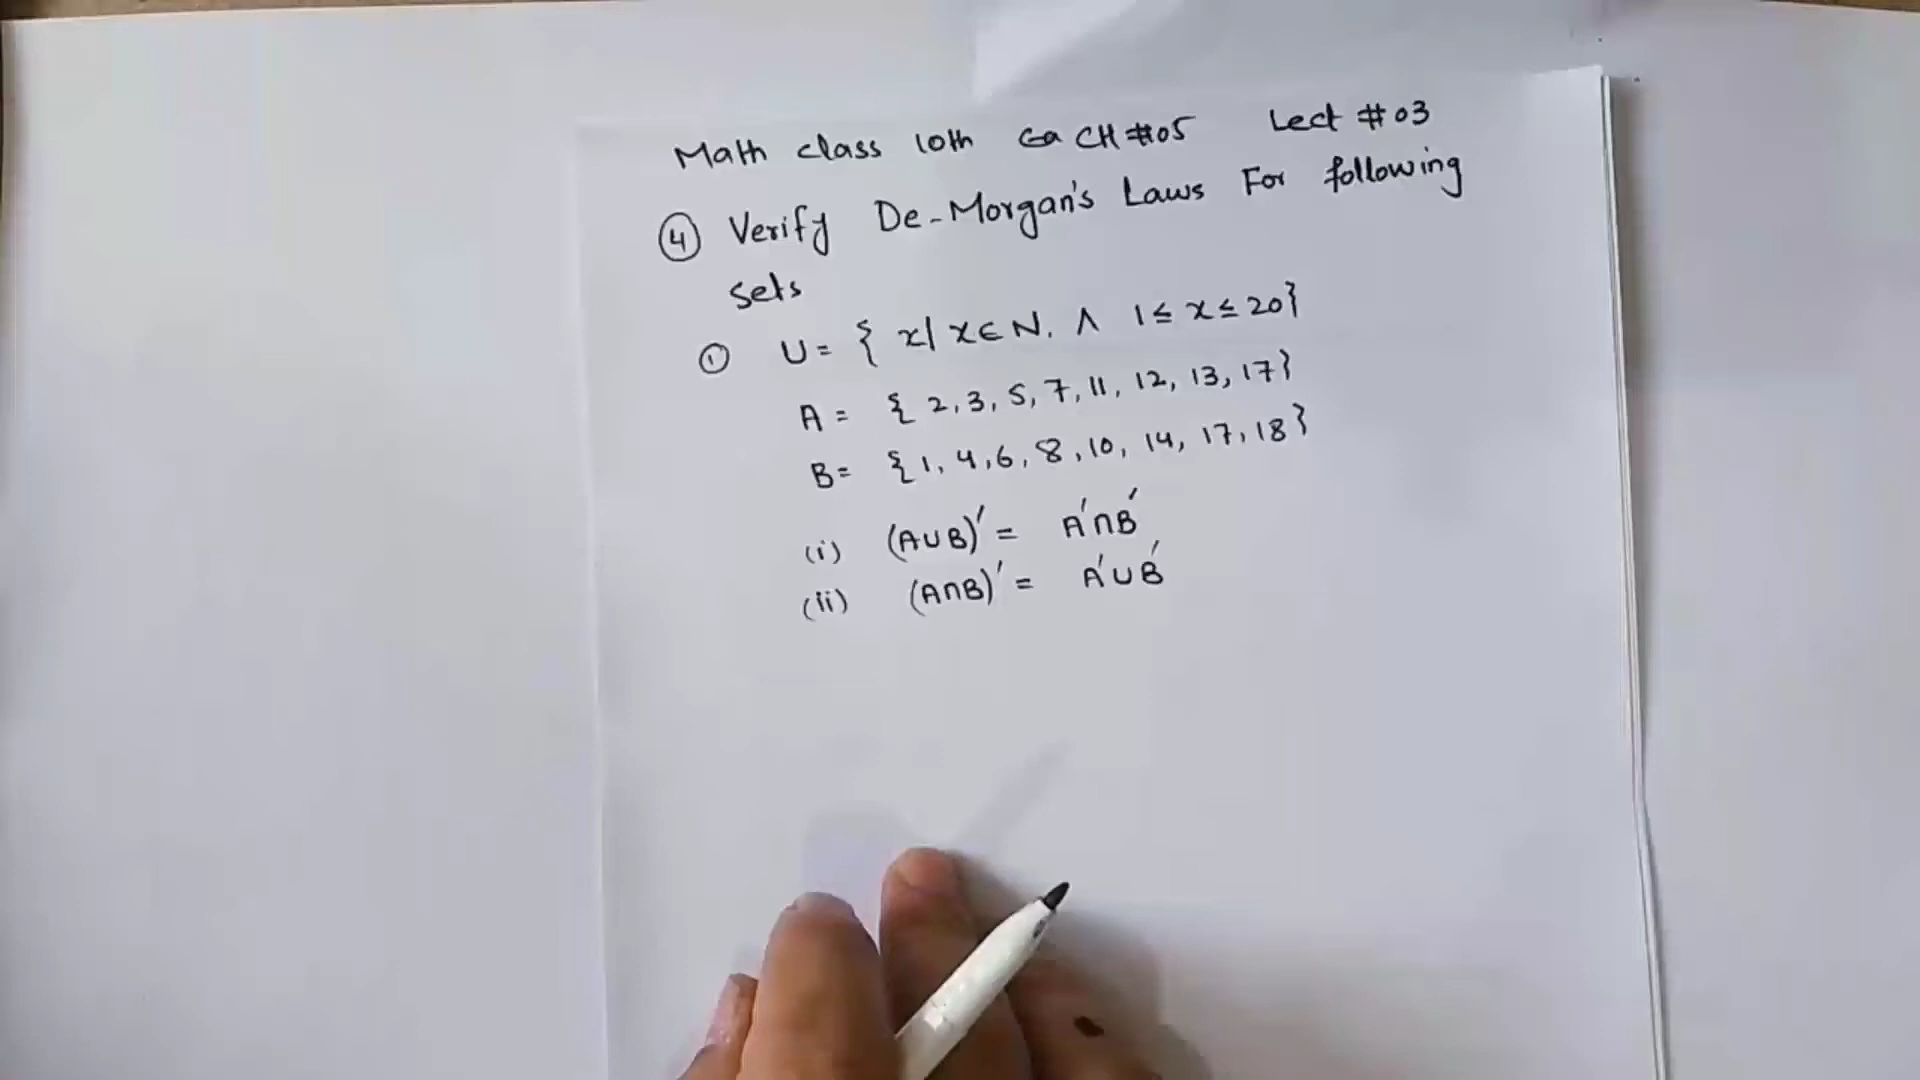 Math class 10th Ga CH #05 Lect #03
④ Verify De-Morgan's Laws For following
sets
① U = { x| x∈N. ∧ 1≤ x ≤ 20}
A = { 2, 3, 5, 7, 11, 12, 13, 17}
B = { 1, 4, 6, 8, 10, 14, 17, 18}
(i) (A∪B)′ = A′∩B′
(ii) (A∩B)′ = A′∪B′